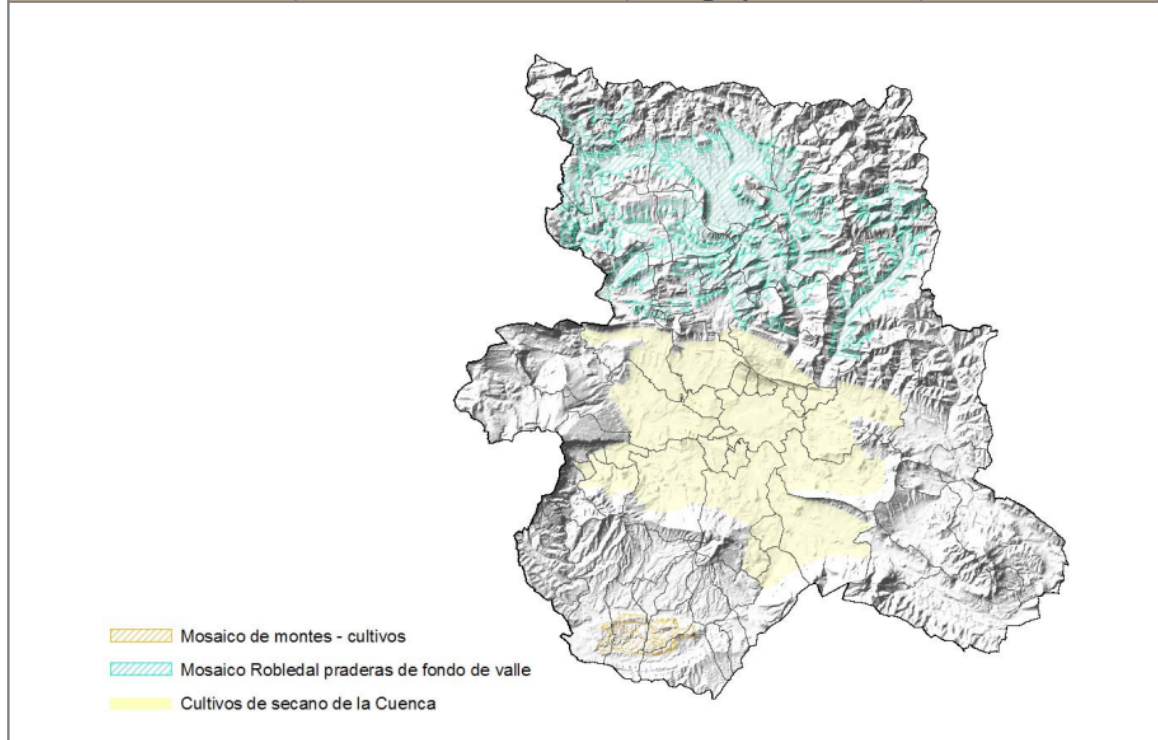 Mosaico de montes - cultivos
Mosaico Robledal praderas de fondo de valle
Cultivos de secano de la Cuenca